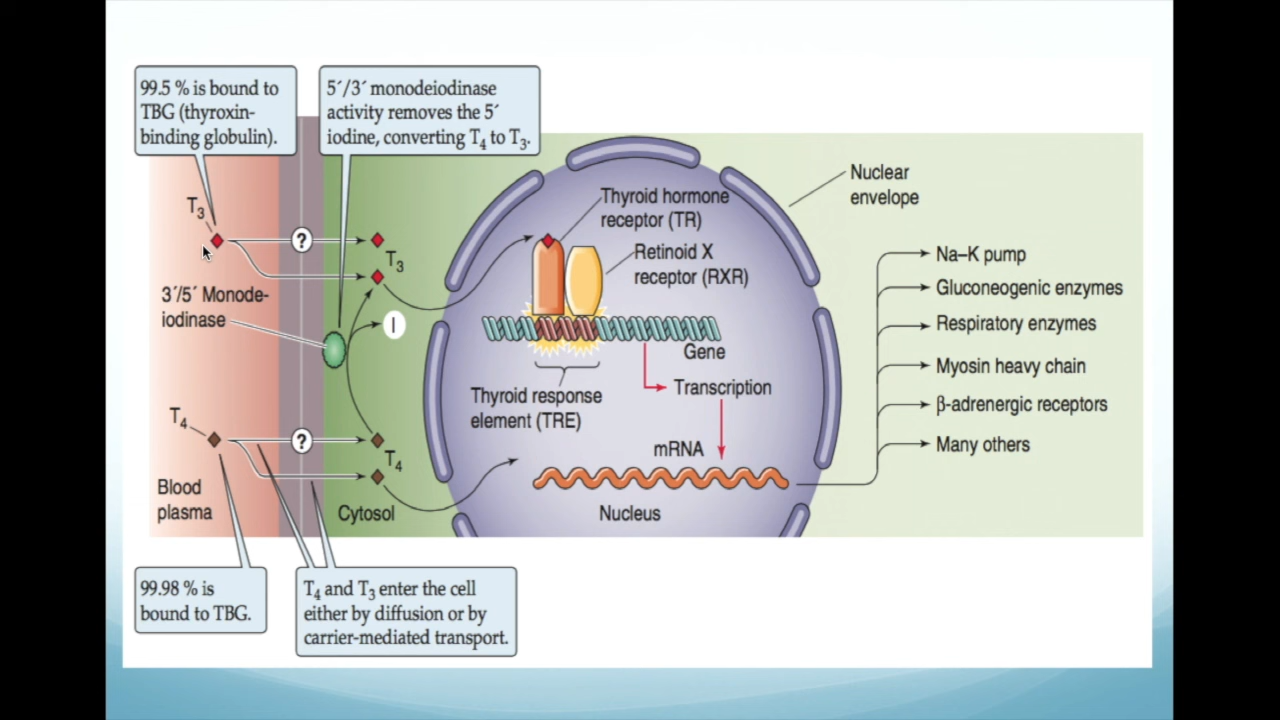 99.5 % is bound to
TBG (thyroxin-
binding globulin).
5´/3´ monodeiodinase
activity removes the 5´
iodine, converting T₄ to T₃.
T₃
?
T₃
3´/5´ Monode-
iodinase
I
T₄
?
T₄
Blood
plasma
Cytosol
Thyroid hormone
receptor (TR)
Retinoid X
receptor (RXR)
Nuclear
envelope
Gene
Thyroid response
element (TRE)
Transcription
mRNA
Nucleus
Na–K pump
Gluconeogenic enzymes
Respiratory enzymes
Myosin heavy chain
β-adrenergic receptors
Many others
99.98 % is
bound to TBG.
T₄ and T₃ enter the cell
either by diffusion or by
carrier-mediated transport.